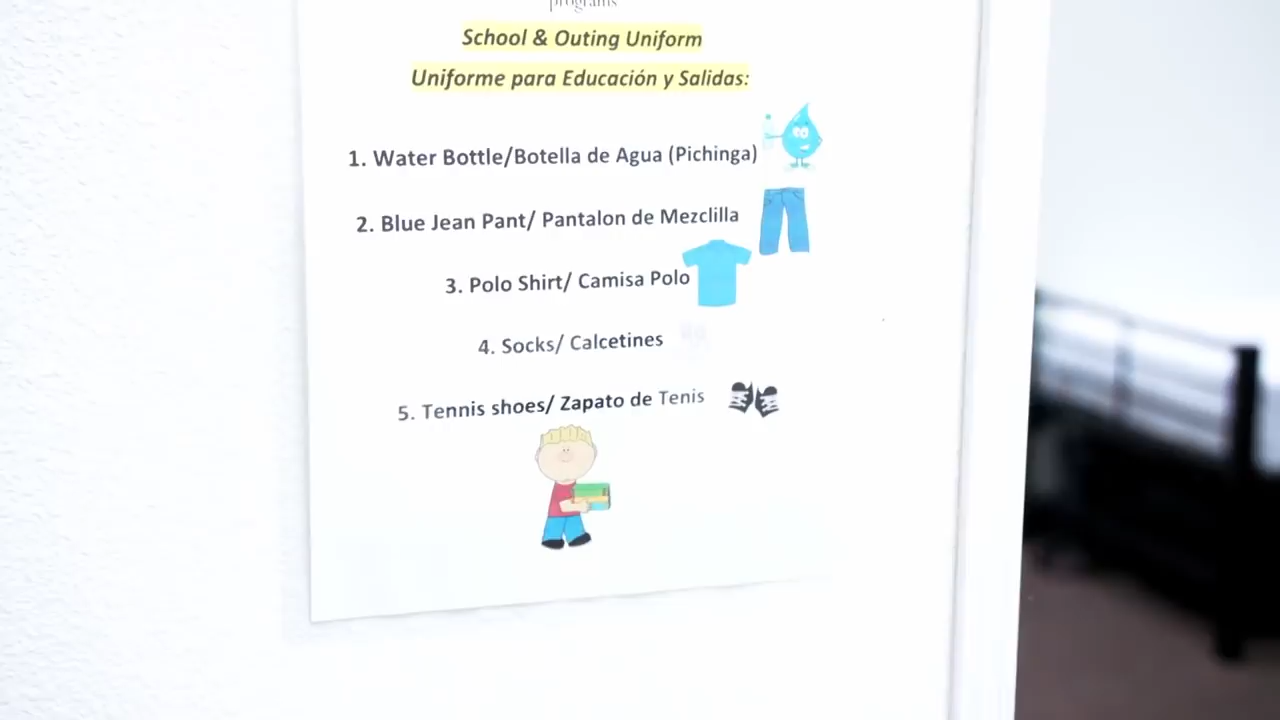 programs
School & Outing Uniform
Uniforme para Educación y Salidas:
1. Water Bottle/Botella de Agua (Pichinga)
2. Blue Jean Pant/ Pantalon de Mezclilla
3. Polo Shirt/ Camisa Polo
4. Socks/ Calcetines
5. Tennis shoes/ Zapato de Tenis